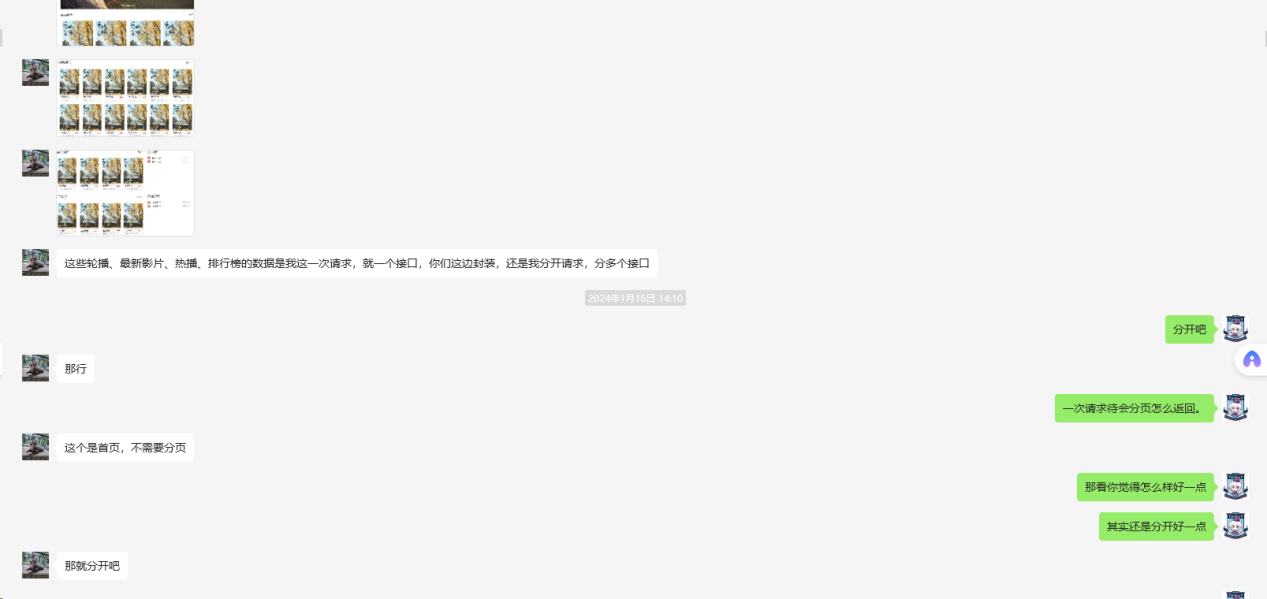 这些轮播、最新影片、热播、排行榜的数据是我这一次请求，就一个接口，你们这边封装，还是我分开请求，分多个接口
2024年1月16日 14:10
分开吧
那行
一次请求待会分页怎么返回。
这个是首页，不需要分页
那看你觉得怎么样好一点
其实还是分开好一点
那就分开吧